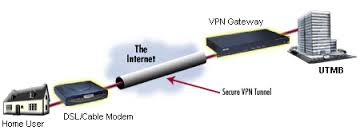 VPN Gateway
The
Internet
UTMB
Secure VPN Tunnel
DSL/Cable Modem
Home User